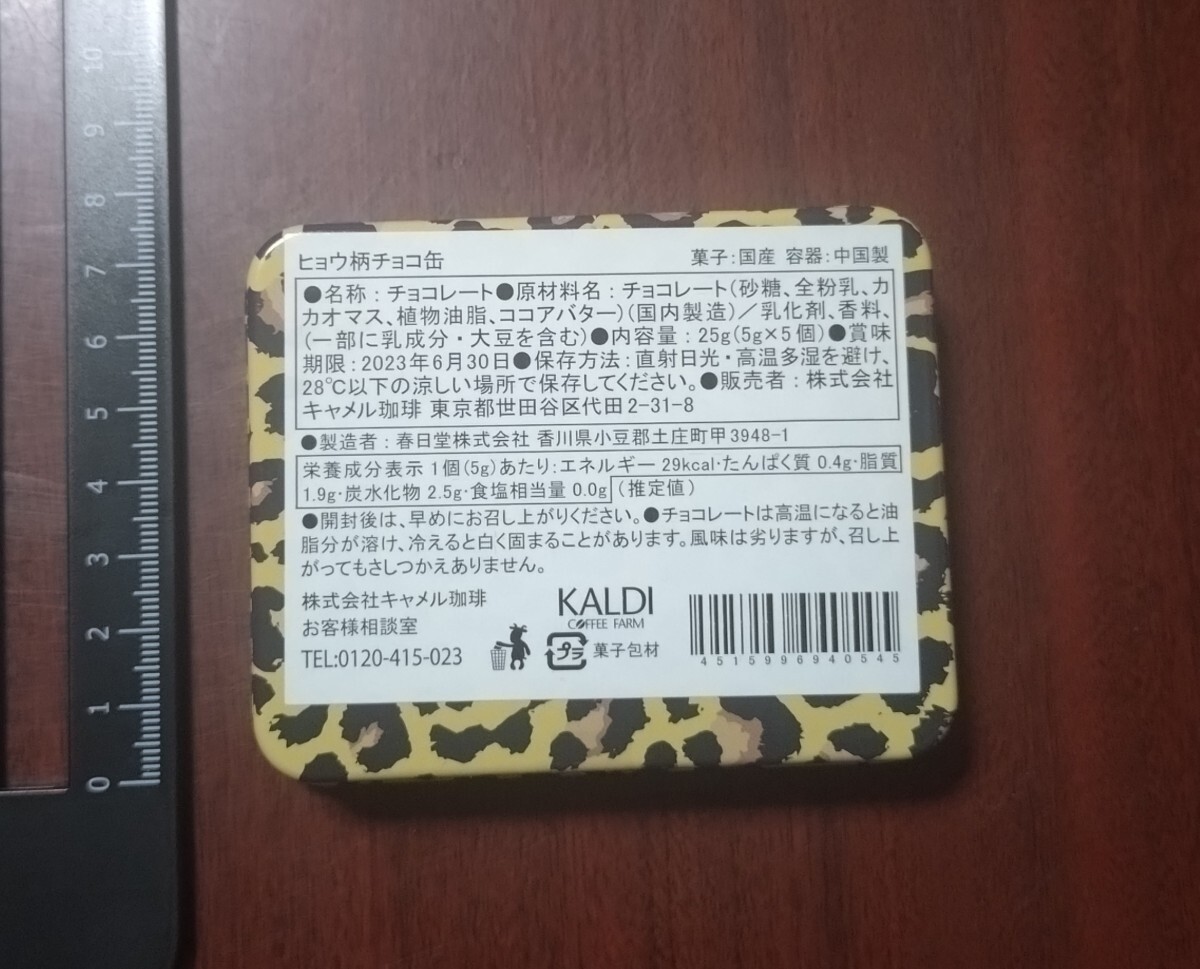 ヒョウ柄チョコ缶 菓子:国産 容器:中国製
●名称:チョコレート●原材料名:チョコレート(砂糖、全粉乳、カ
カオマス、植物油脂、ココアバター)(国内製造)/乳化剤、香料、
(一部に乳成分・大豆を含む)●内容量:25g(5g×5個)●賞味
期限:2023年6月30日●保存方法:直射日光・高温多湿を避け、
28℃以下の涼しい場所で保存してください。●販売者:株式会社
キャメル珈琲 東京都世田谷区代田2-31-8
●製造者:春日堂株式会社 香川県小豆郡土庄町甲3948-1
栄養成分表示 1個(5g)あたり:エネルギー 29kcal・たんぱく質 0.4g・脂質
1.9g・炭水化物 2.5g・食塩相当量 0.0g(推定値)
●開封後は、早めにお召し上がりください。●チョコレートは高温になると油
脂分が溶け、冷えると白く固まることがあります。風味は劣りますが、召し上
がってもさしつかえありません。
株式会社キャメル珈琲
お客様相談室
TEL:0120-415-023
KALDI
COFFEE FARM
プラ 菓子包材
4515996940545
10
9
8
7
6
5
4
3
2
1
0